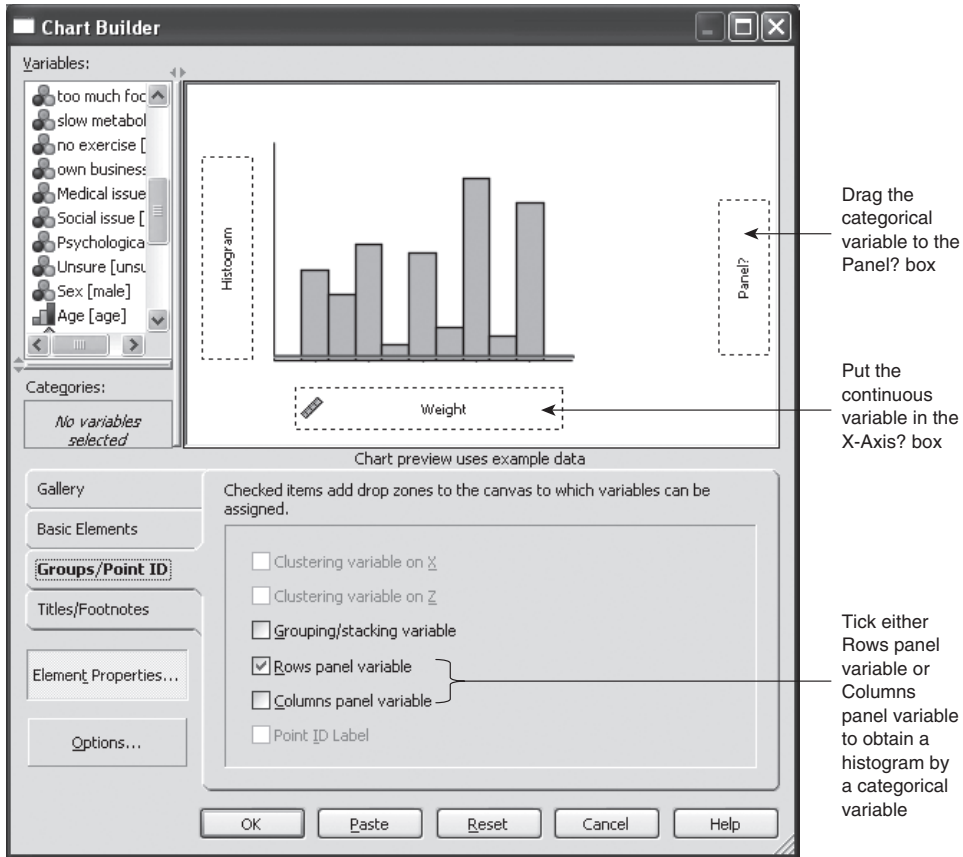 Chart Builder
Variables:
too much foc
slow metabol
no exercise [
own business
Medical issue
Social issue [
Psychologica
Unsure [unsu
Sex [male]
Age [age]
Categories:
No variables
selected
Histogram
Panel?
Weight
Chart preview uses example data
Gallery
Basic Elements
Groups/Point ID
Titles/Footnotes
Element Properties...
Options...
Checked items add drop zones to the canvas to which variables can be
assigned.
Clustering variable on X
Clustering variable on Z
Grouping/stacking variable
Rows panel variable
Columns panel variable
Point ID Label
OK
Paste
Reset
Cancel
Help
Drag the
categorical
variable to the
Panel? box
Put the
continuous
variable in the
X-Axis? box
Tick either
Rows panel
variable or
Columns
panel variable
to obtain a
histogram by
a categorical
variable